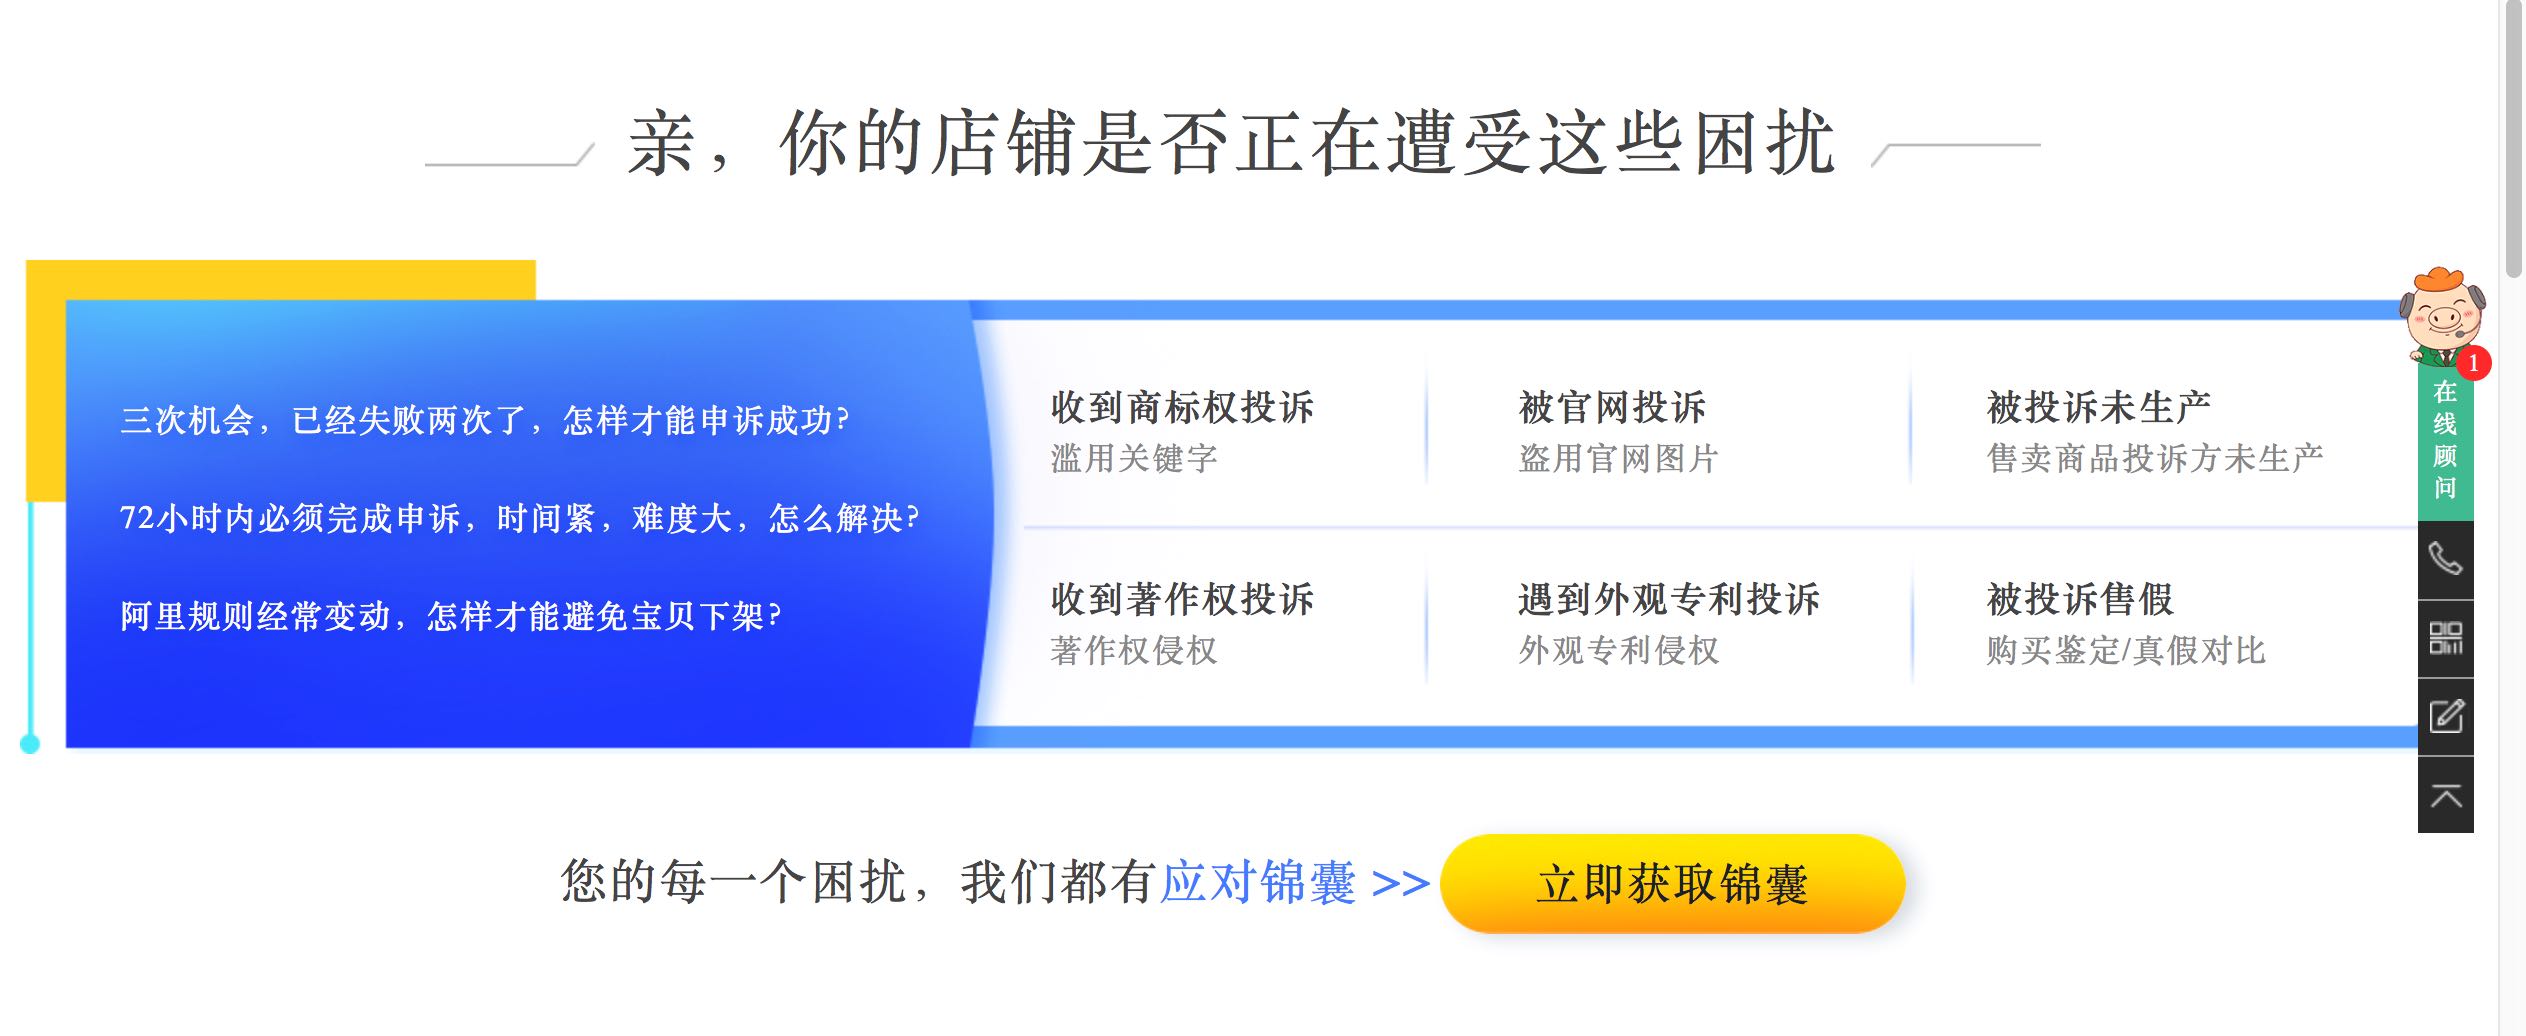 亲，你的店铺是否正在遭受这些困扰
三次机会，已经失败两次了，怎样才能申诉成功？
72小时内必须完成申诉，时间紧，难度大，怎么解决？
阿里规则经常变动，怎样才能避免宝贝下架？
收到商标权投诉
滥用关键字
被官网投诉
盗用官网图片
被投诉未生产
售卖商品投诉方未生产
收到著作权投诉
著作权侵权
遇到外观专利投诉
外观专利侵权
被投诉售假
购买鉴定/真假对比
您的每一个困扰，我们都有应对锦囊 >>
立即获取锦囊
1
在线顾问